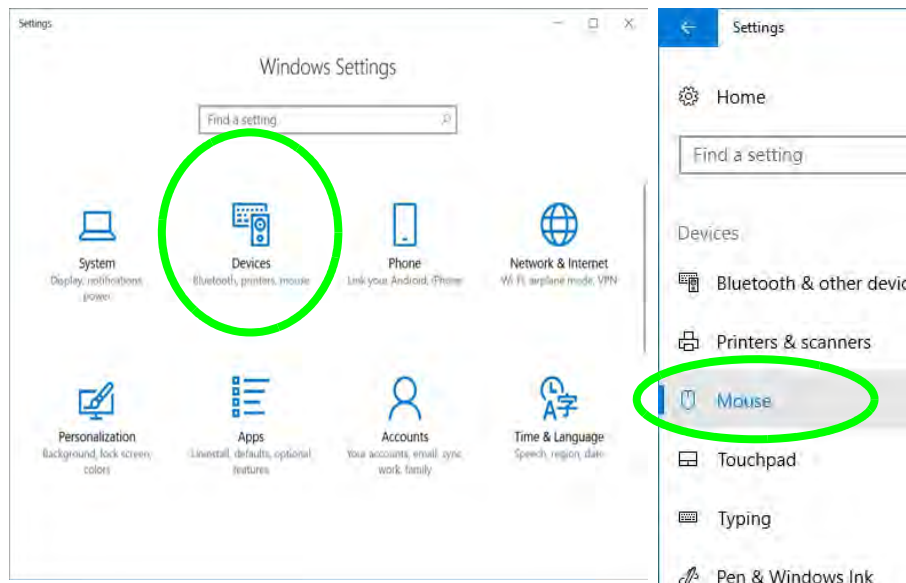 Settings
Windows Settings
Find a setting
System
Display, notifications,
power
Devices
Bluetooth, printers, mouse
Phone
Link your Android, iPhone
Network & Internet
Wi-Fi, airplane mode, VPN
Personalization
Background, lock screen,
colors
Apps
Uninstall, defaults, optional
features
Accounts
Your accounts, email, sync,
work, family
Time & Language
Speech, region, date
Settings
Home
Find a setting
Devices
Bluetooth & other devic
Printers & scanners
Mouse
Touchpad
Typing
Pen & Windows Ink